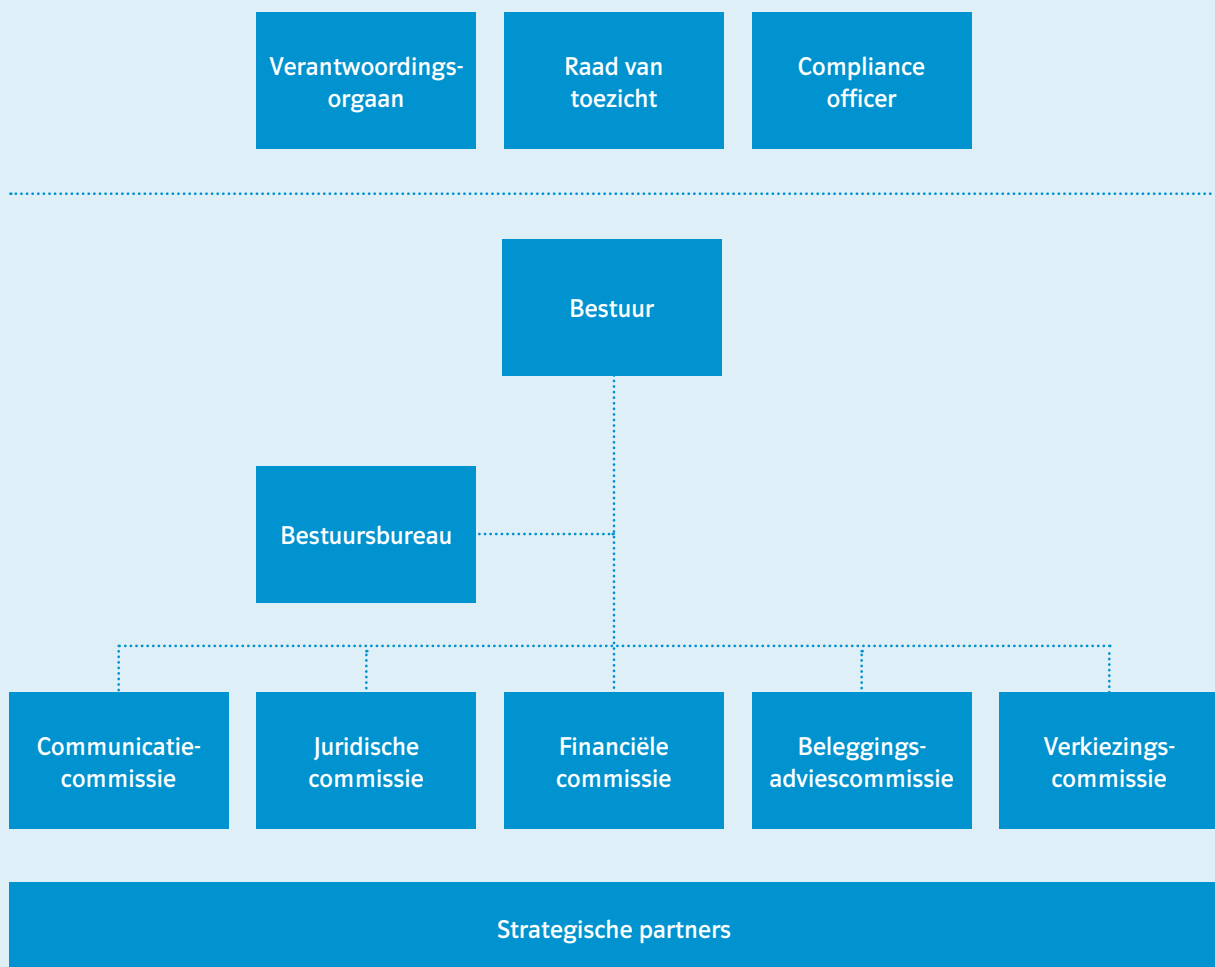 Verantwoordings-
orgaan
Raad van
toezicht
Compliance
officer
Bestuur
Bestuursbureau
Communicatie-
commissie
Juridische
commissie
Financiële
commissie
Beleggings-
adviescommissie
Verkiezings-
commissie
Strategische partners